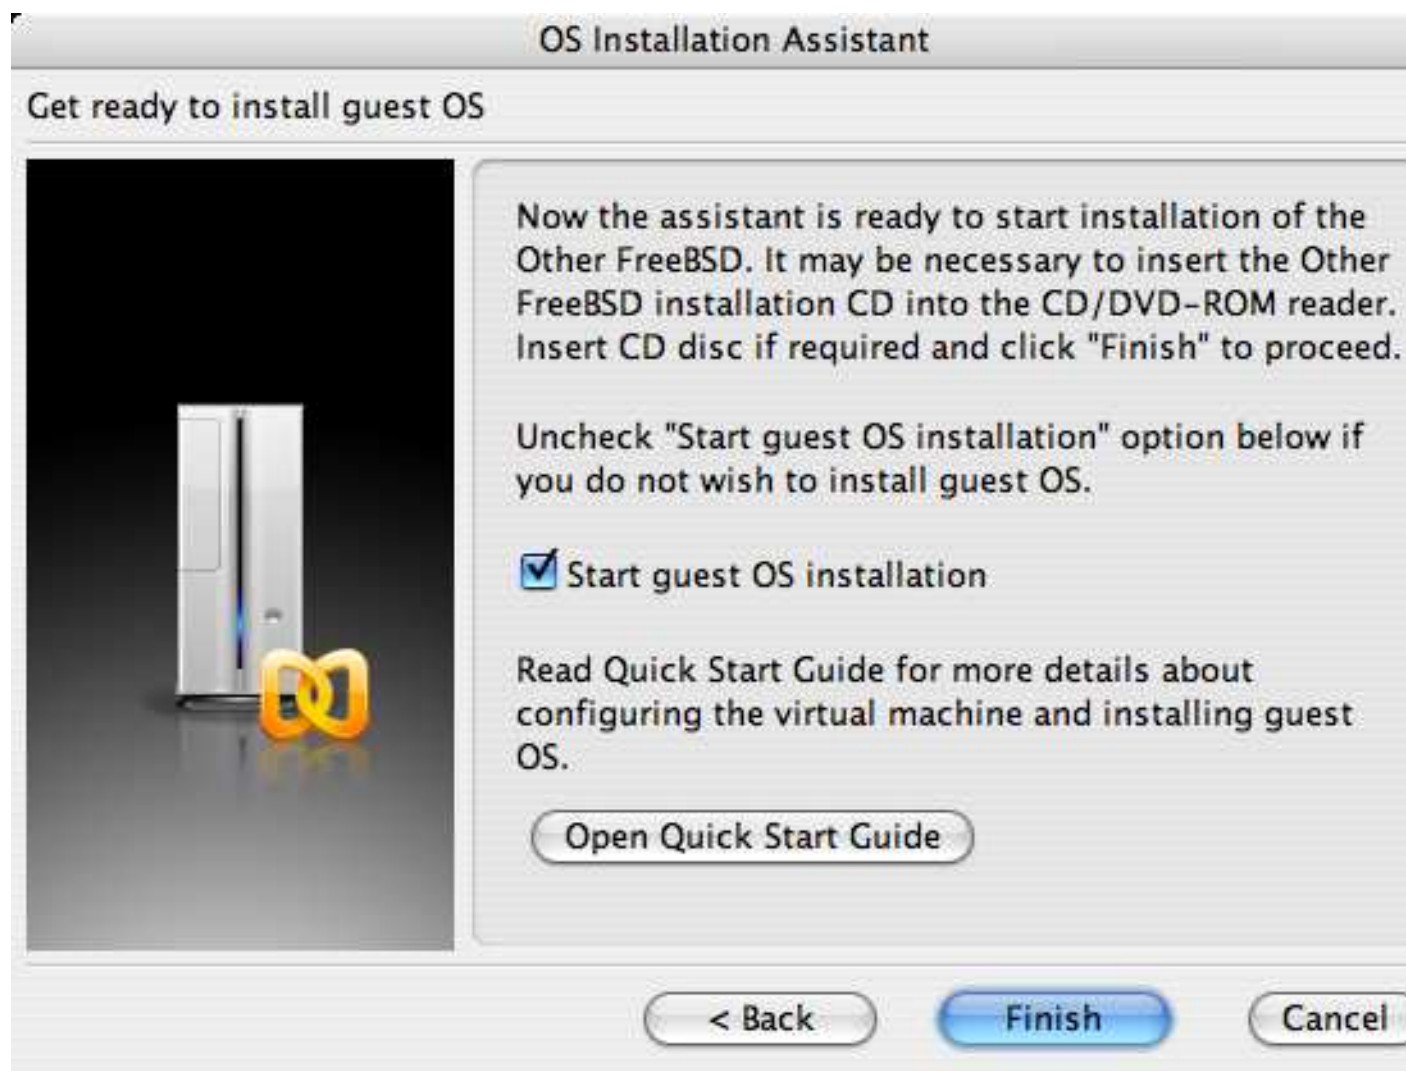 OS Installation Assistant
Get ready to install guest OS
Now the assistant is ready to start installation of the
Other FreeBSD. It may be necessary to insert the Other
FreeBSD installation CD into the CD/DVD-ROM reader.
Insert CD disc if required and click "Finish" to proceed.
Uncheck "Start guest OS installation" option below if
you do not wish to install guest OS.
Start guest OS installation
Read Quick Start Guide for more details about
configuring the virtual machine and installing guest
OS.
Open Quick Start Guide
< Back Finish Cancel